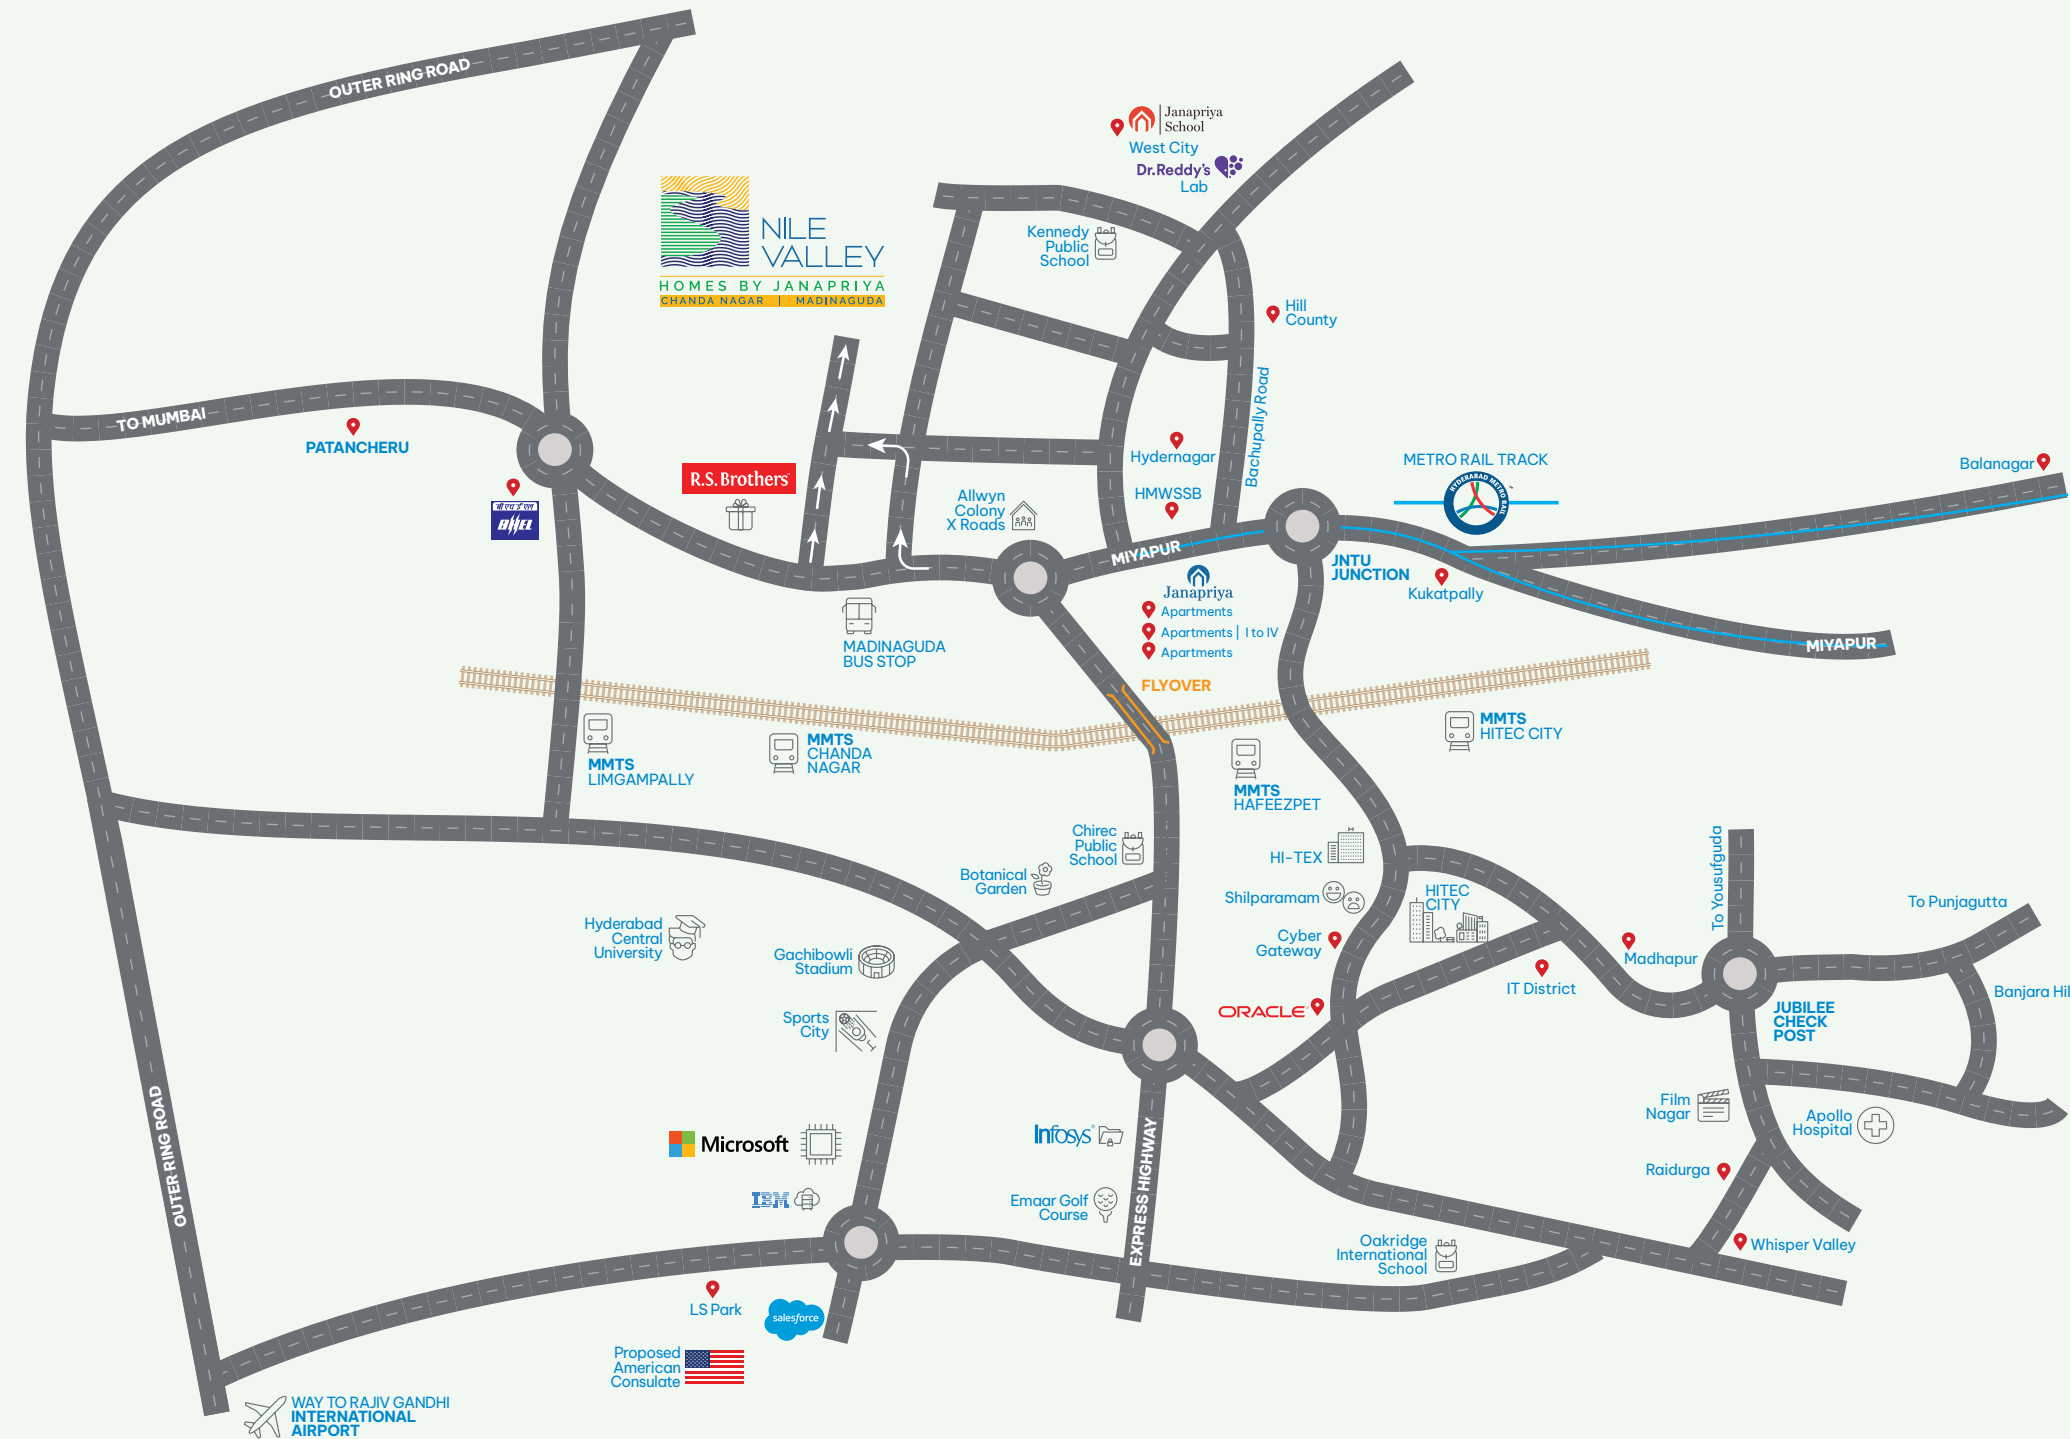 OUTER RING ROAD
Janapriya
School
West City
Dr.Reddy's
Lab
NILE
VALLEY
HOMES BY JANAPRIYA
CHANDA NAGAR | MADINAGUDA
Kennedy
Public
School
Hill
County
Bachupally Road
TO MUMBAI
PATANCHERU
बी एच ई एल
BHEL
R.S. Brothers
Allwyn
Colony
X Roads
Hydernagar
HMWSSB
METRO RAIL TRACK
HYDERABAD METRO RAIL
Balanagar
MIYAPUR
JNTU
JUNCTION
Kukatpally
MIYAPUR
Janapriya
Apartments
Apartments | I to IV
Apartments
MADINAGUDA
BUS STOP
FLYOVER
MMTS
LIMGAMPALLY
MMTS
CHANDA
NAGAR
MMTS
HAFEEZPET
MMTS
HITEC CITY
Chirec
Public
School
Botanical
Garden
HI-TEX
Shilparamam
HITEC
CITY
Cyber
Gateway
ORACLE
IT District
Madhapur
To Yousufguda
To Punjagutta
Banjara Hil
JUBILEE
CHECK
POST
Hyderabad
Central
University
Gachibowli
Stadium
Sports
City
OUTER RING ROAD
Microsoft
IBM
Infosys
Emaar Golf
Course
EXPRESS HIGHWAY
Film
Nagar
Apollo
Hospital
Raidurga
Whisper Valley
Oakridge
International
School
LS Park
salesforce
Proposed
American
Consulate
WAY TO RAJIV GANDHI
INTERNATIONAL
AIRPORT